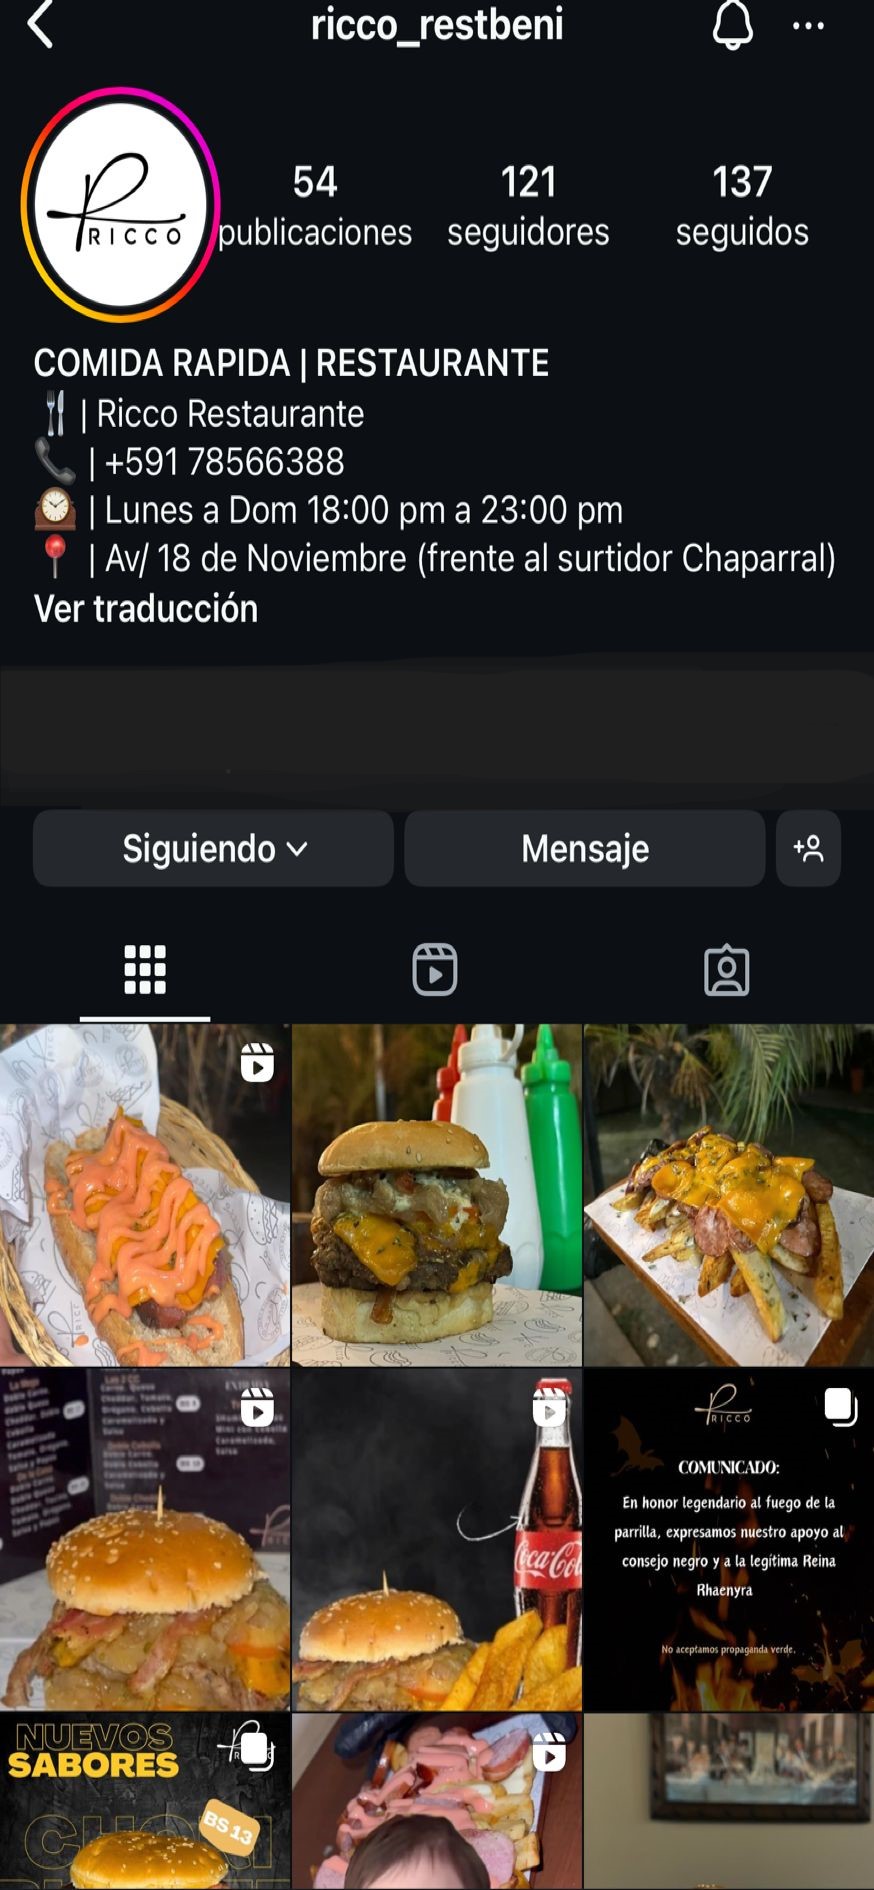 ricco_restbeni
RICCO
54
publicaciones
121
seguidores
137
seguidos
COMIDA RAPIDA | RESTAURANTE
| Ricco Restaurante
| +591 78566388
| Lunes a Dom 18:00 pm a 23:00 pm
| Av/ 18 de Noviembre (frente al surtidor Chaparral)
Ver traducción
Siguiendo
Mensaje
Coca-Col
RICCO
COMUNICADO:
En honor legendario al fuego de la
parrilla, expresamos nuestro apoyo al
consejo negro y a la legítima Reina
Rhaenyra
No aceptamos propaganda verde.
NUEVOS
SABORES
BS 13